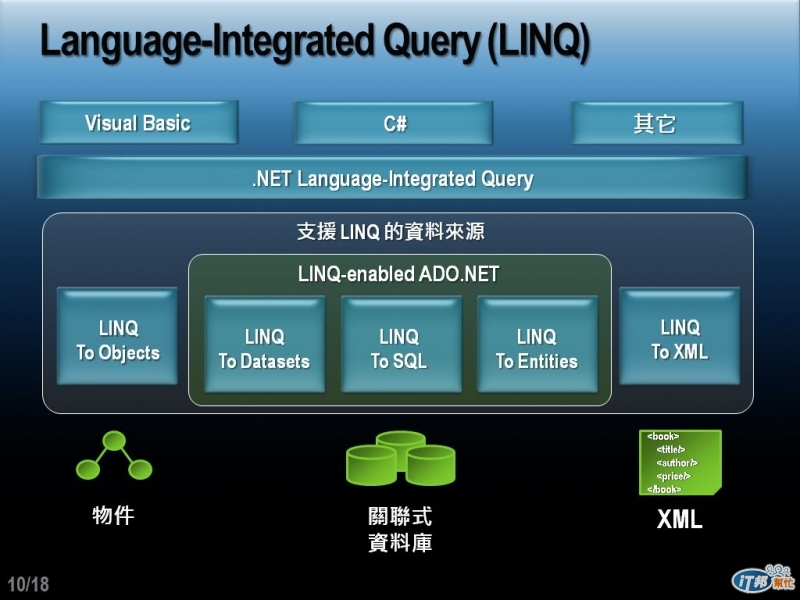 Language-Integrated Query (LINQ)
Visual Basic
C#
其它
.NET Language-Integrated Query
支援 LINQ 的資料來源
LINQ-enabled ADO.NET
LINQ
To Objects
LINQ
To Datasets
LINQ
To SQL
LINQ
To Entities
LINQ
To XML
<book>
<title/>
<author/>
<price/>
</book>
物件
關聯式
資料庫
XML
10/18
iT邦
幫忙